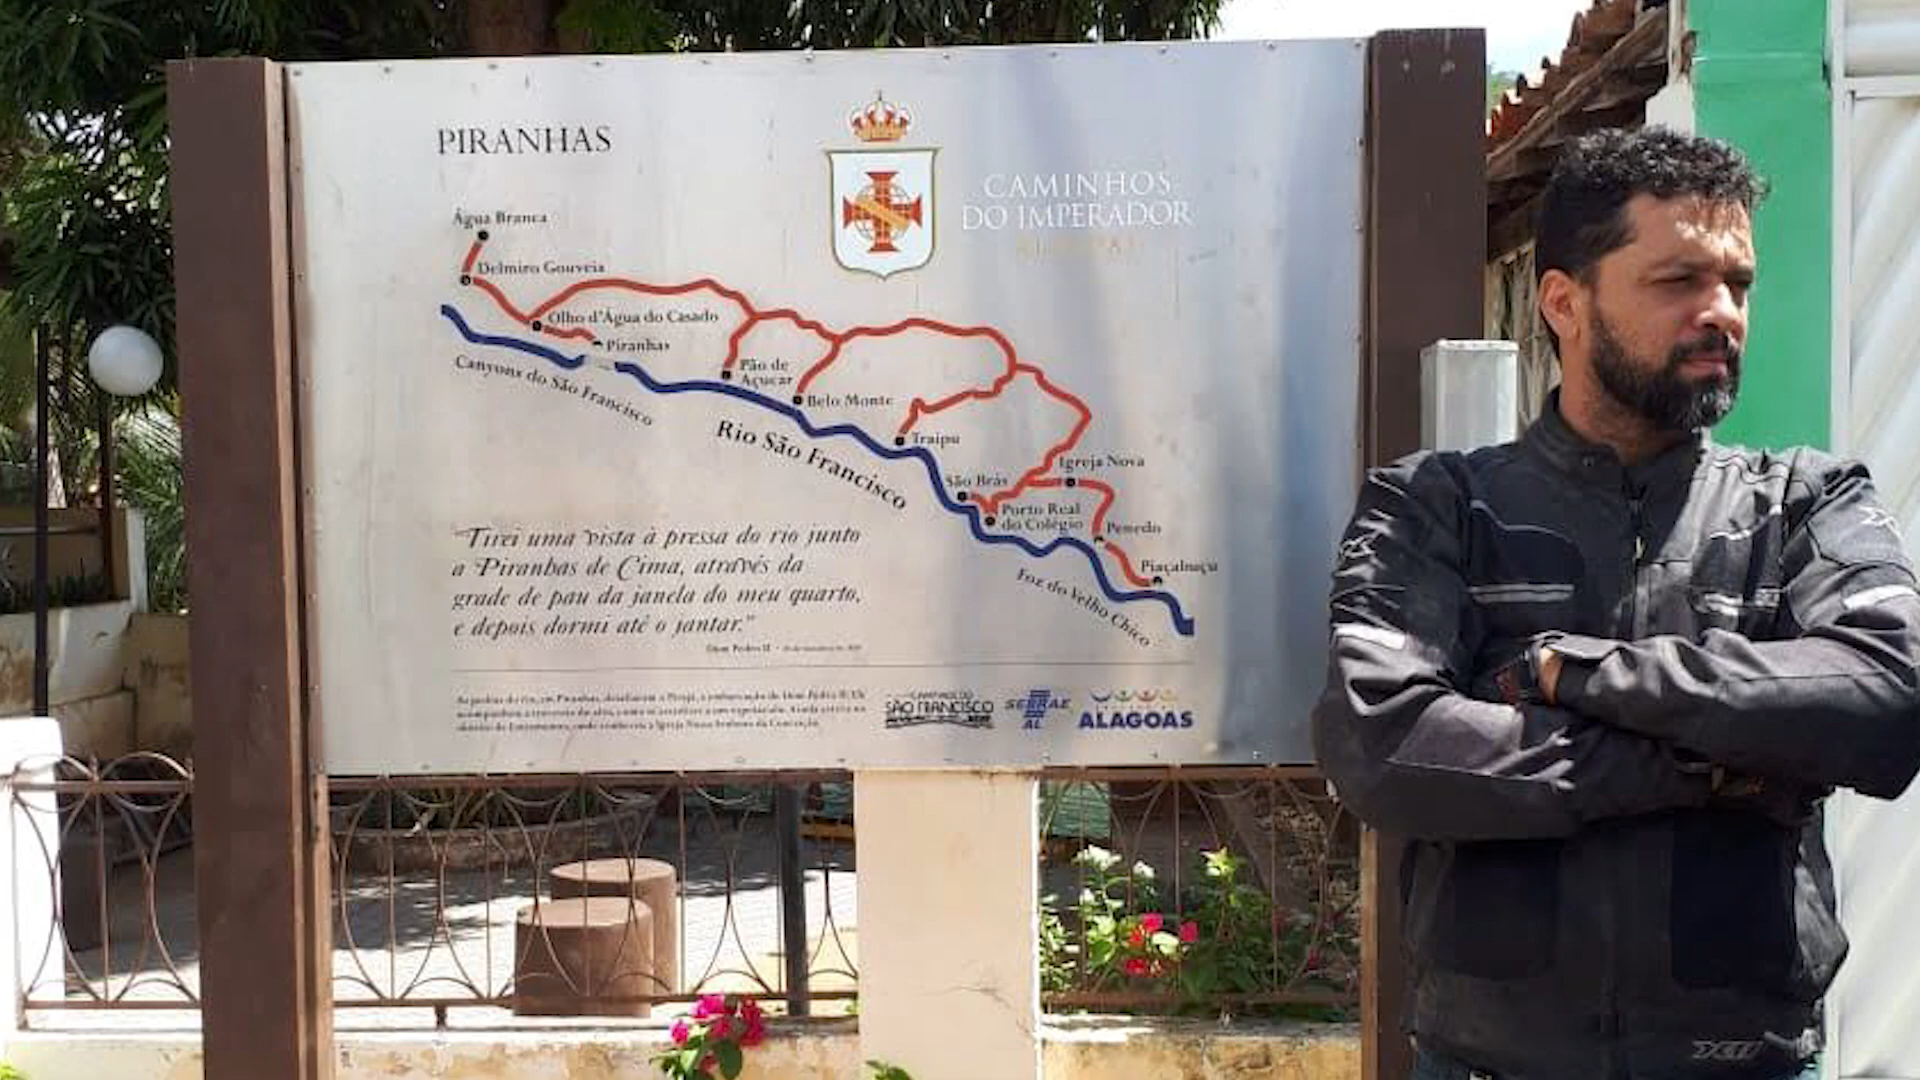 PIRANHAS
CAMINHOS
DO IMPERADOR
Água Branca
Delmiro Gouveia
Olho d'Água do Casado
Piranhas
Canyons do São Francisco
Pão de
Açucar
Belo Monte
Rio São Francisco
Traipu
Igreja Nova
São Brás
Porto Real
do Colégio
Penedo
Piaçabuçu
Foz do Velho Chico
"Tirei uma vista à pressa do rio junto
a Piranhas de Cima, através da
grade de pau da janela do meu quarto,
e depois dormi até o jantar."
Dom Pedro II
SÃO FRANCISCO
SEBRAE
AL
ALAGOAS